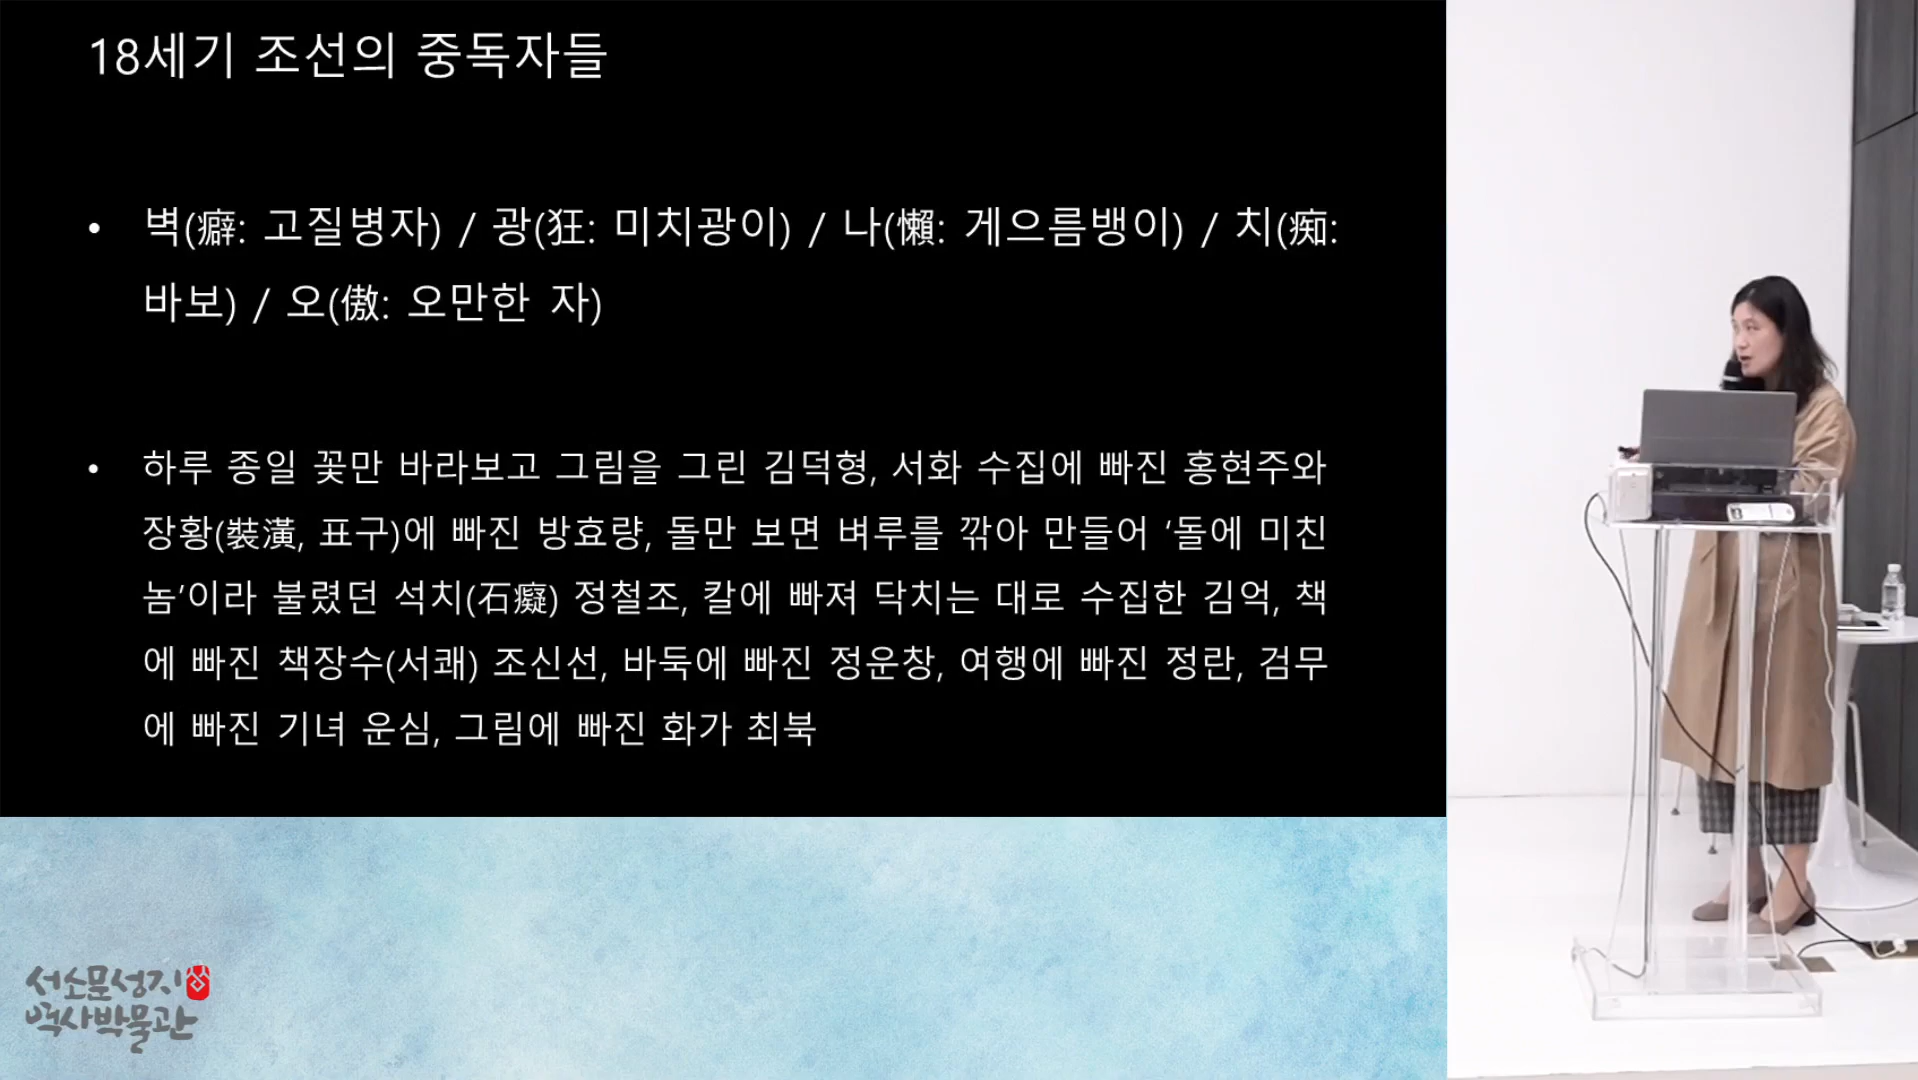 18세기 조선의 중독자들
• 벽(癖: 고질병자) / 광(狂: 미치광이) / 나(懶: 게으름뱅이) / 치(痴:
바보) / 오(傲: 오만한 자)
• 하루 종일 꽃만 바라보고 그림을 그린 김덕형, 서화 수집에 빠진 홍현주와
장황(裝潢, 표구)에 빠진 방효량, 돌만 보면 벼루를 깎아 만들어 ‘돌에 미친
놈’이라 불렸던 석치(石癡) 정철조, 칼에 빠져 닥치는 대로 수집한 김억, 책
에 빠진 책장수(서쾌) 조신선, 바둑에 빠진 정운창, 여행에 빠진 정란, 검무
에 빠진 기녀 운심, 그림에 빠진 화가 최북
서소문성지
역사박물관